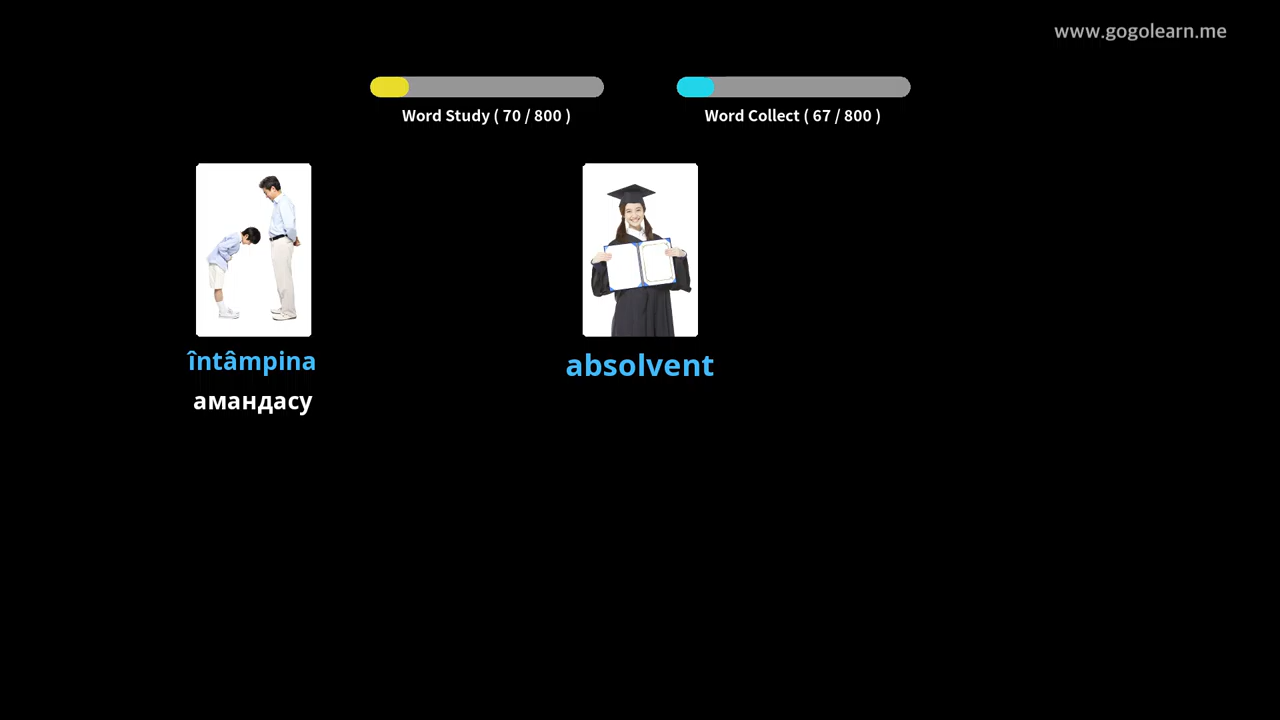 www.gogolearn.me
Word Study ( 70 / 800 )
Word Collect ( 67 / 800 )
întâmpina
амандасу
absolvent